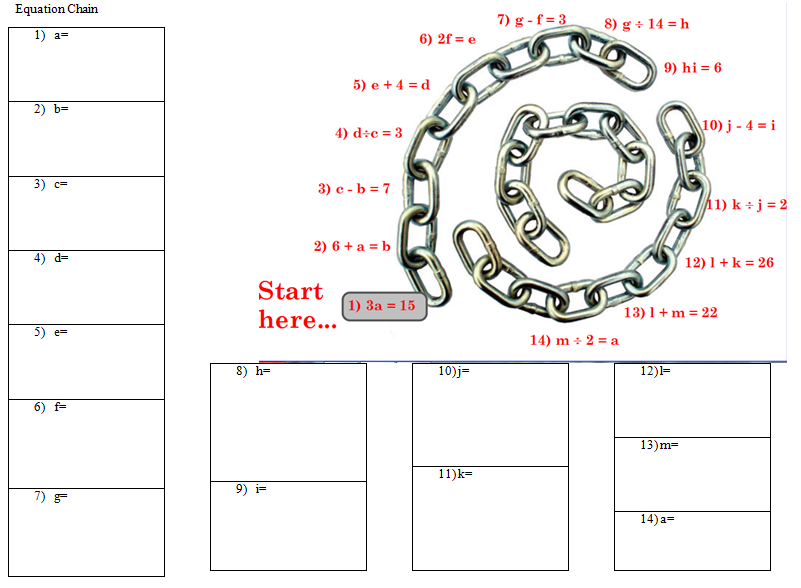 Equation Chain
1) a=
2) b=
3) c=
4) d=
5) e=
6) f=
7) g=
7) g - f = 3
8) g ÷ 14 = h
6) 2f = e
9) hi = 6
5) e + 4 = d
10) j - 4 = i
4) d÷c = 3
3) c - b = 7
11) k ÷ j = 2
2) 6 + a = b
12) l + k = 26
Start
here...
1) 3a = 15
13) l + m = 22
14) m ÷ 2 = a
8) h=
9) i=
10)j=
11)k=
12)l=
13)m=
14)a=